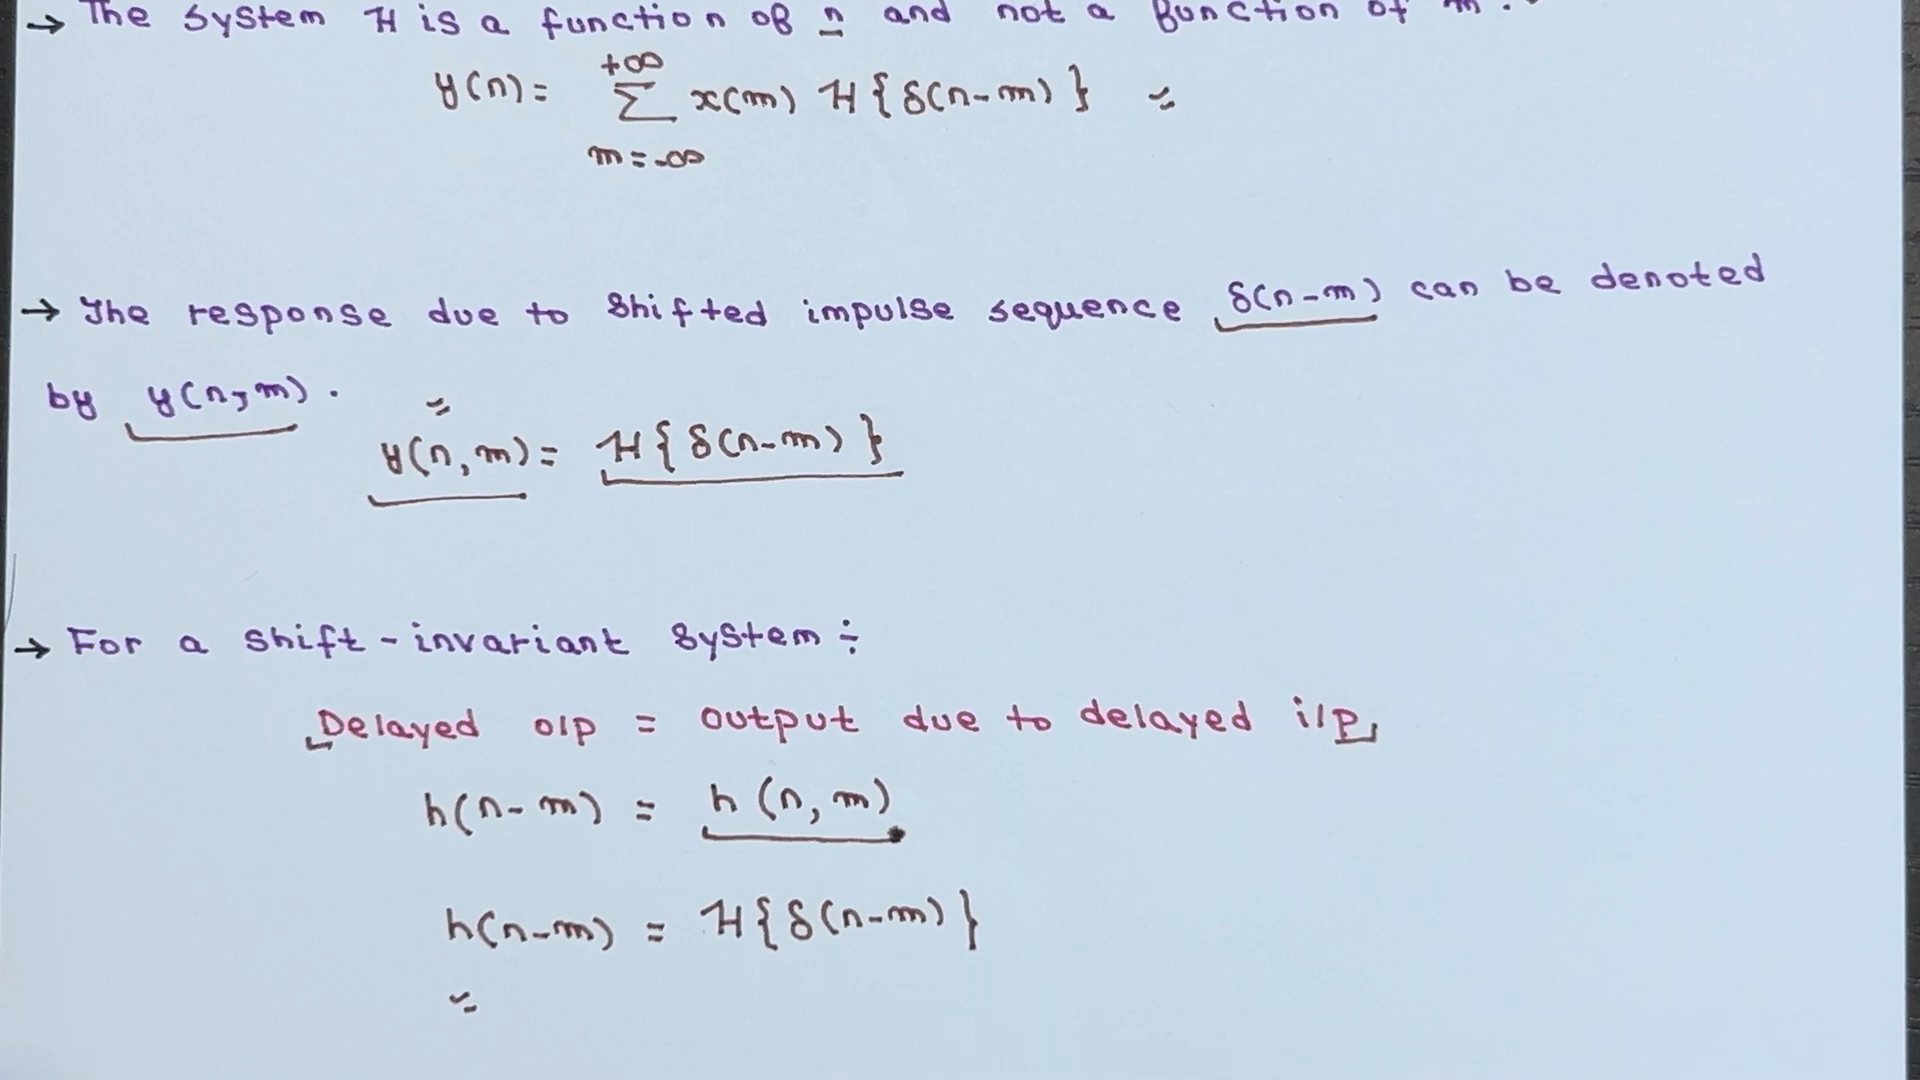 → The System H is a function of n and not a function of m.
+∞
y(n) = Σ x(m) H{δ(n-m)}
m=-∞
→ The response due to shifted impulse sequence δ(n-m) can be denoted
by y(n,m).
y(n,m) = H{δ(n-m)}
→ For a shift-invariant system ÷
Delayed o/p = output due to delayed i/p
h(n-m) = h(n,m)
h(n-m) = H{δ(n-m)}